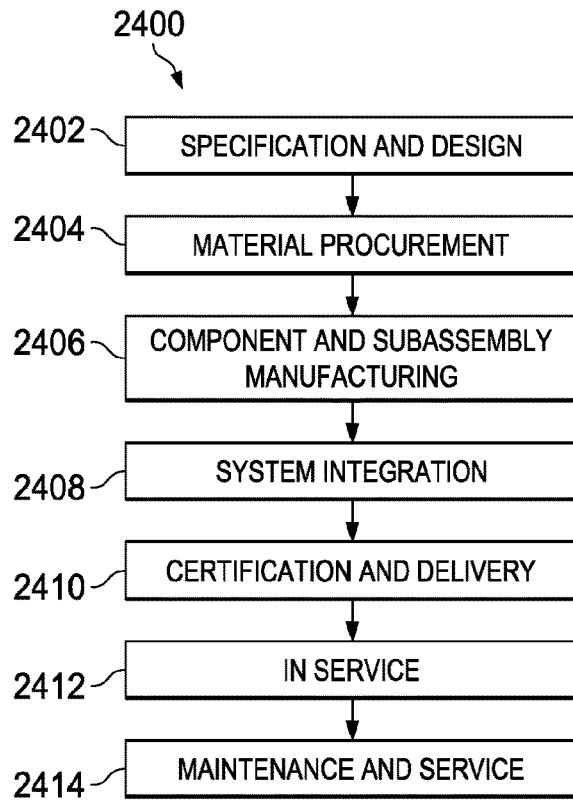 2400
2402 SPECIFICATION AND DESIGN
2404 MATERIAL PROCUREMENT
2406 COMPONENT AND SUBASSEMBLY
MANUFACTURING
2408 SYSTEM INTEGRATION
2410 CERTIFICATION AND DELIVERY
2412 IN SERVICE
2414 MAINTENANCE AND SERVICE